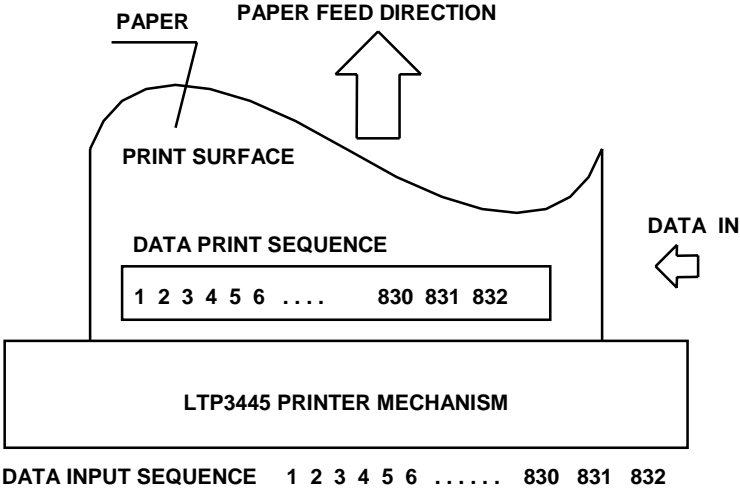 PAPER
PAPER FEED DIRECTION
PRINT SURFACE
DATA IN
DATA PRINT SEQUENCE
1 2 3 4 5 6 .... 830 831 832
LTP3445 PRINTER MECHANISM
DATA INPUT SEQUENCE 1 2 3 4 5 6 ...... 830 831 832